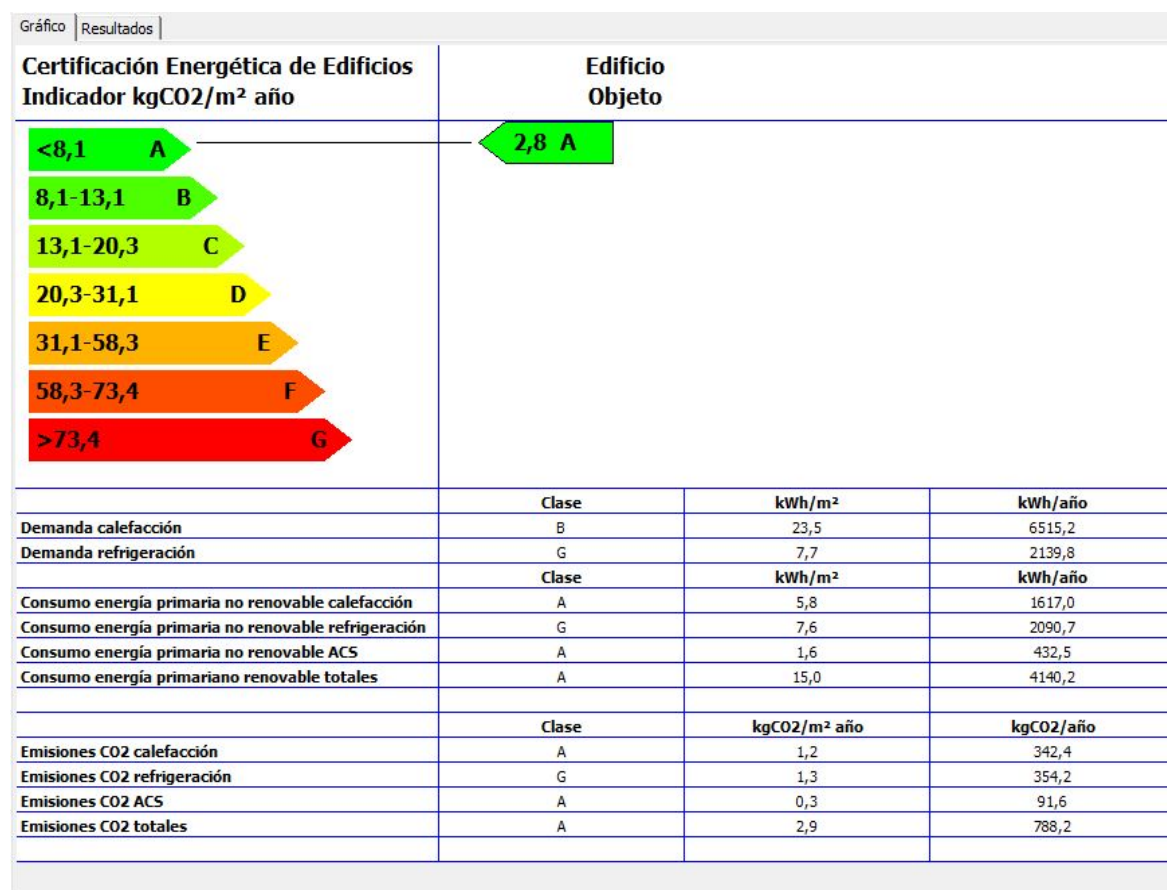 Gráfico Resultados
Certificación Energética de Edificios
Indicador kgCO2/m² año
Edificio
Objeto
<8,1 A
2,8 A
8,1-13,1 B
13,1-20,3 C
20,3-31,1 D
31,1-58,3 E
58,3-73,4 F
>73,4 G
Clase kWh/m² kWh/año
Demanda calefacción B 23,5 6515,2
Demanda refrigeración G 7,7 2139,8
Clase kWh/m² kWh/año
Consumo energía primaria no renovable calefacción A 5,8 1617,0
Consumo energía primaria no renovable refrigeración G 7,6 2090,7
Consumo energía primaria no renovable ACS A 1,6 432,5
Consumo energía primariano renovable totales A 15,0 4140,2
Clase kgCO2/m² año kgCO2/año
Emisiones CO2 calefacción A 1,2 342,4
Emisiones CO2 refrigeración G 1,3 354,2
Emisiones CO2 ACS A 0,3 91,6
Emisiones CO2 totales A 2,9 788,2